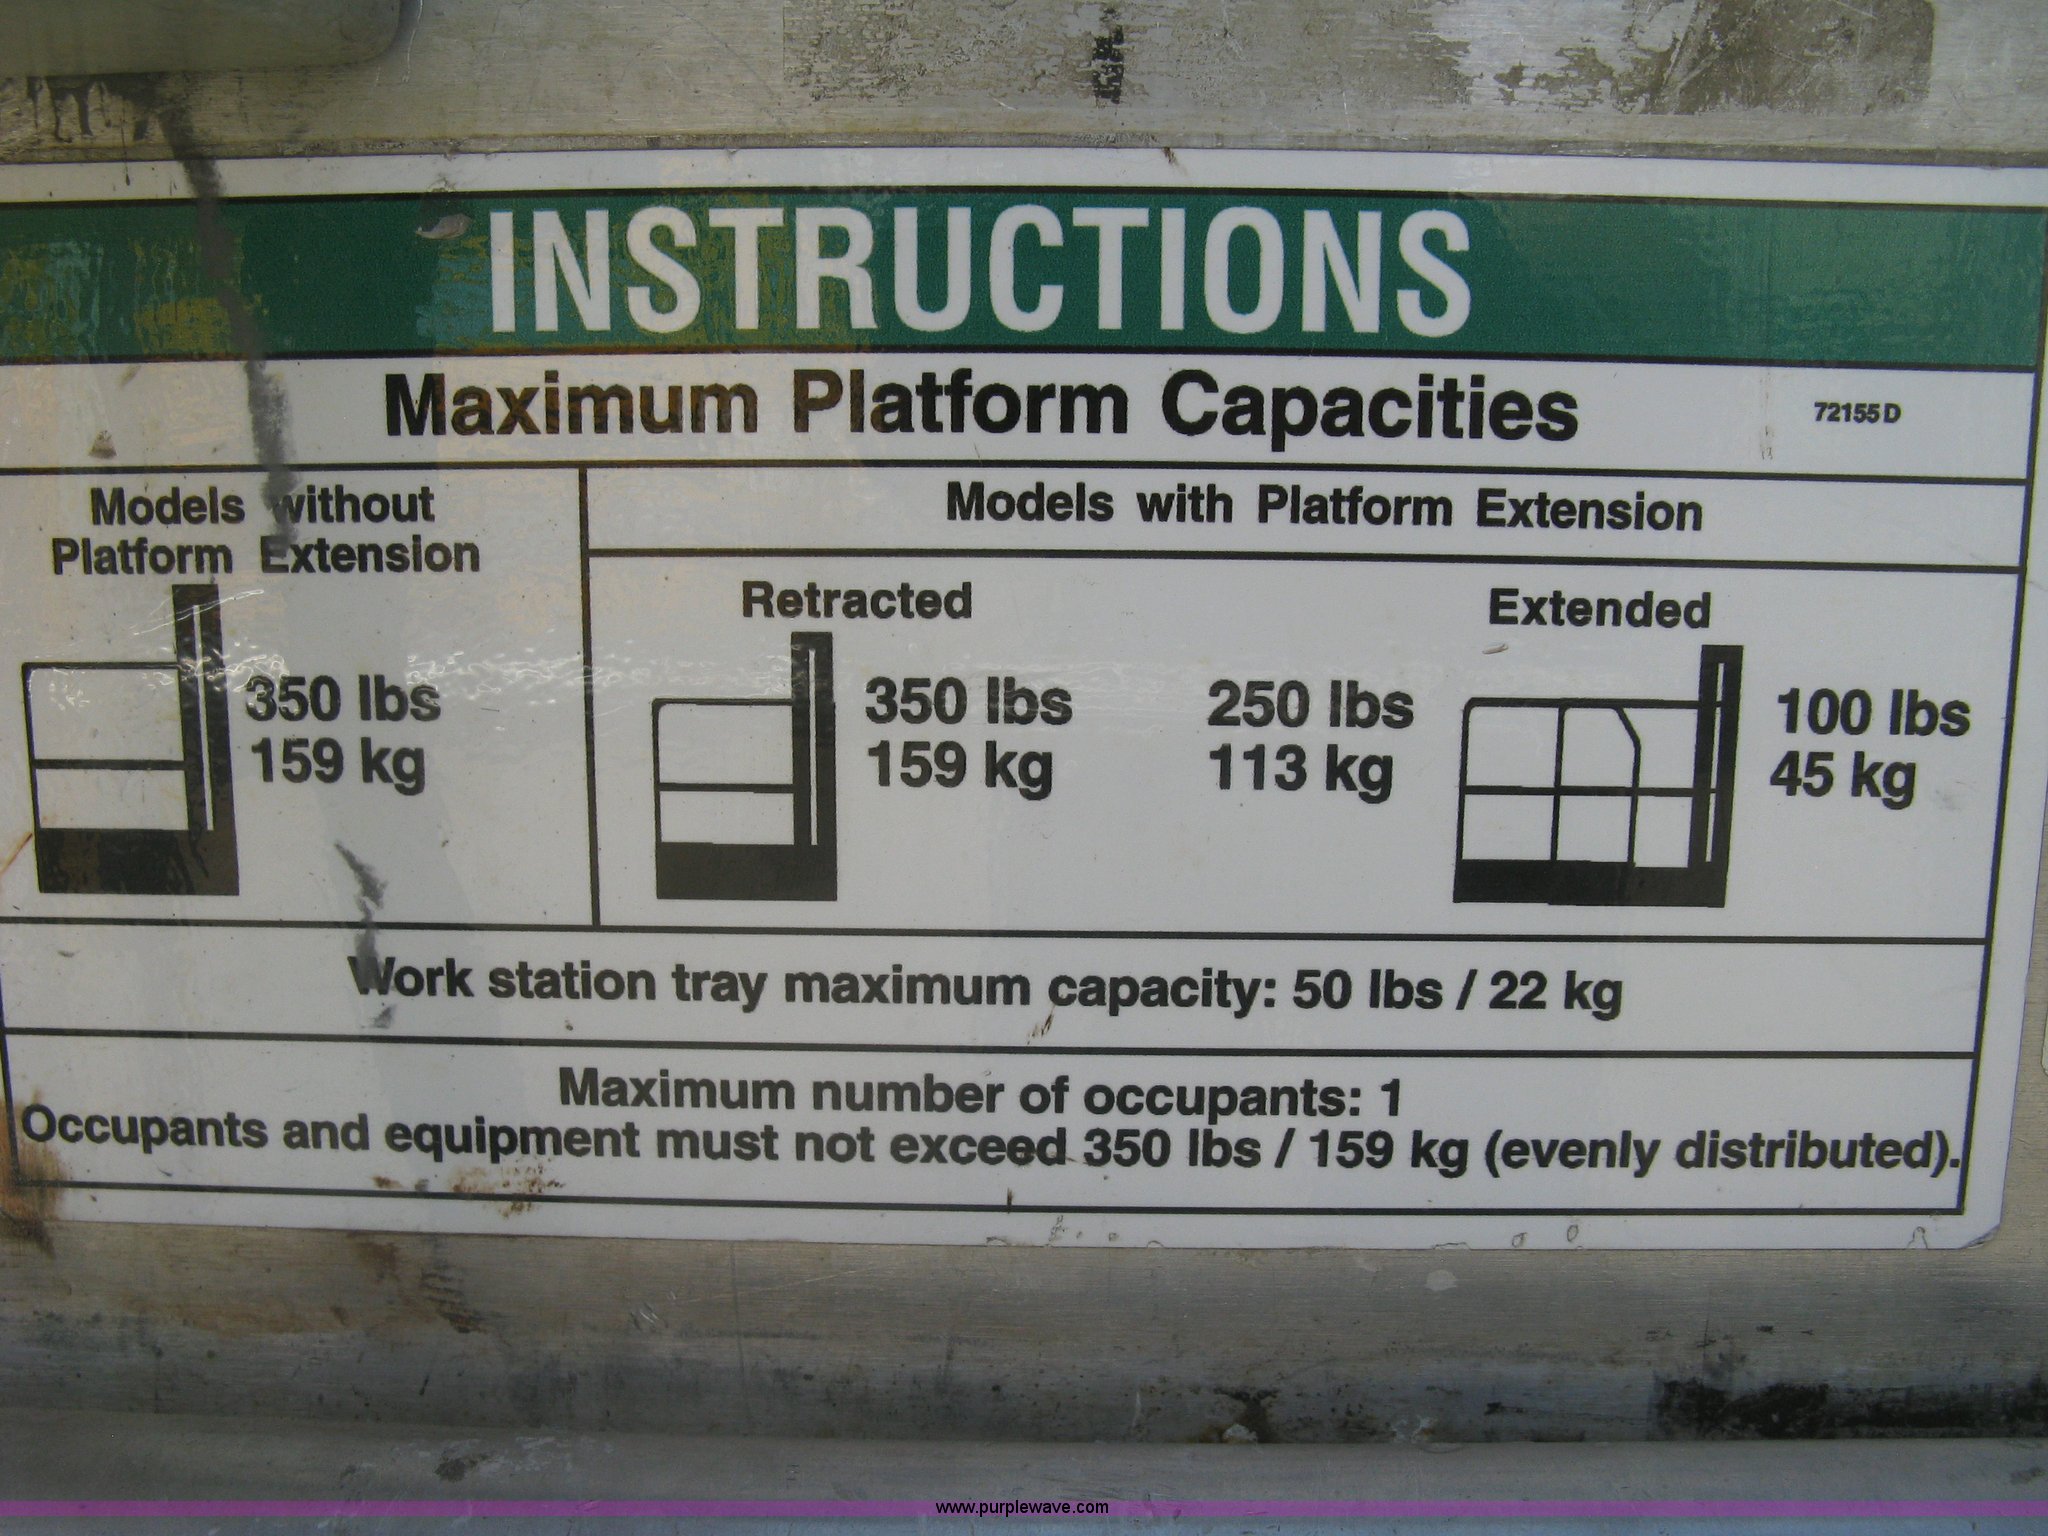 INSTRUCTIONS
Maximum Platform Capacities
72155 D
Models without
Platform Extension
350 lbs
159 kg
Models with Platform Extension
Retracted
350 lbs
159 kg
Extended
250 lbs
113 kg
100 lbs
45 kg
Work station tray maximum capacity: 50 lbs / 22 kg
Maximum number of occupants: 1
Occupants and equipment must not exceed 350 lbs / 159 kg (evenly distributed).
www.purplewave.com